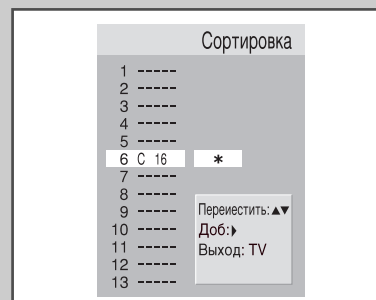 Сортировка
1 -----
2 -----
3 -----
4 -----
5 -----
6 C 16 *
7 -----
8 -----
9 ----- Переиестить:▲▼
10 ----- Доб:▶
11 ----- Выход: TV
12 -----
13 -----